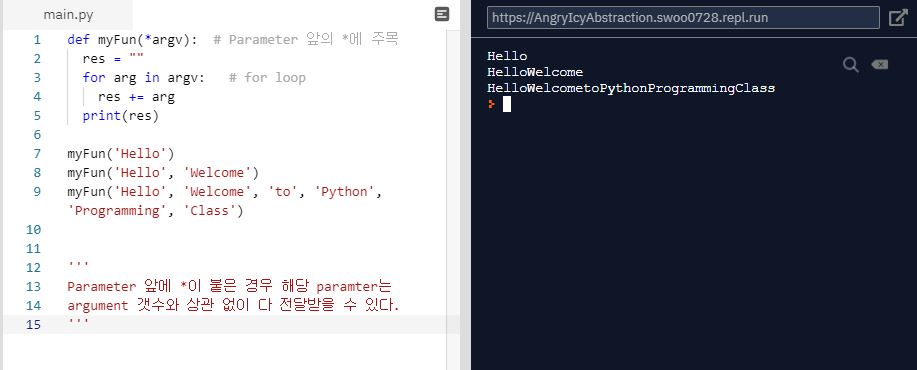 main.py
1 def myFun(*argv):  # Parameter 앞의 *에 주목
2   res = ""
3   for arg in argv:   # for loop
4     res += arg
5   print(res)
6
7 myFun('Hello')
8 myFun('Hello', 'Welcome')
9 myFun('Hello', 'Welcome', 'to', 'Python',
'Programming', 'Class')
10
11
12 '''
13 Parameter 앞에 *이 붙은 경우 해당 paramter는
14 argument 갯수와 상관 없이 다 전달받을 수 있다.
15 '''
https://AngryIcyAbstraction.swoo0728.repl.run
Hello
HelloWelcome
HelloWelcometoPythonProgrammingClass